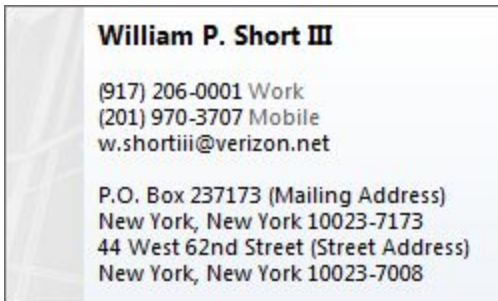 William P. Short III
(917) 206-0001 Work
(201) 970-3707 Mobile
w.shortiii@verizon.net
P.O. Box 237173 (Mailing Address)
New York, New York 10023-7173
44 West 62nd Street (Street Address)
New York, New York 10023-7008